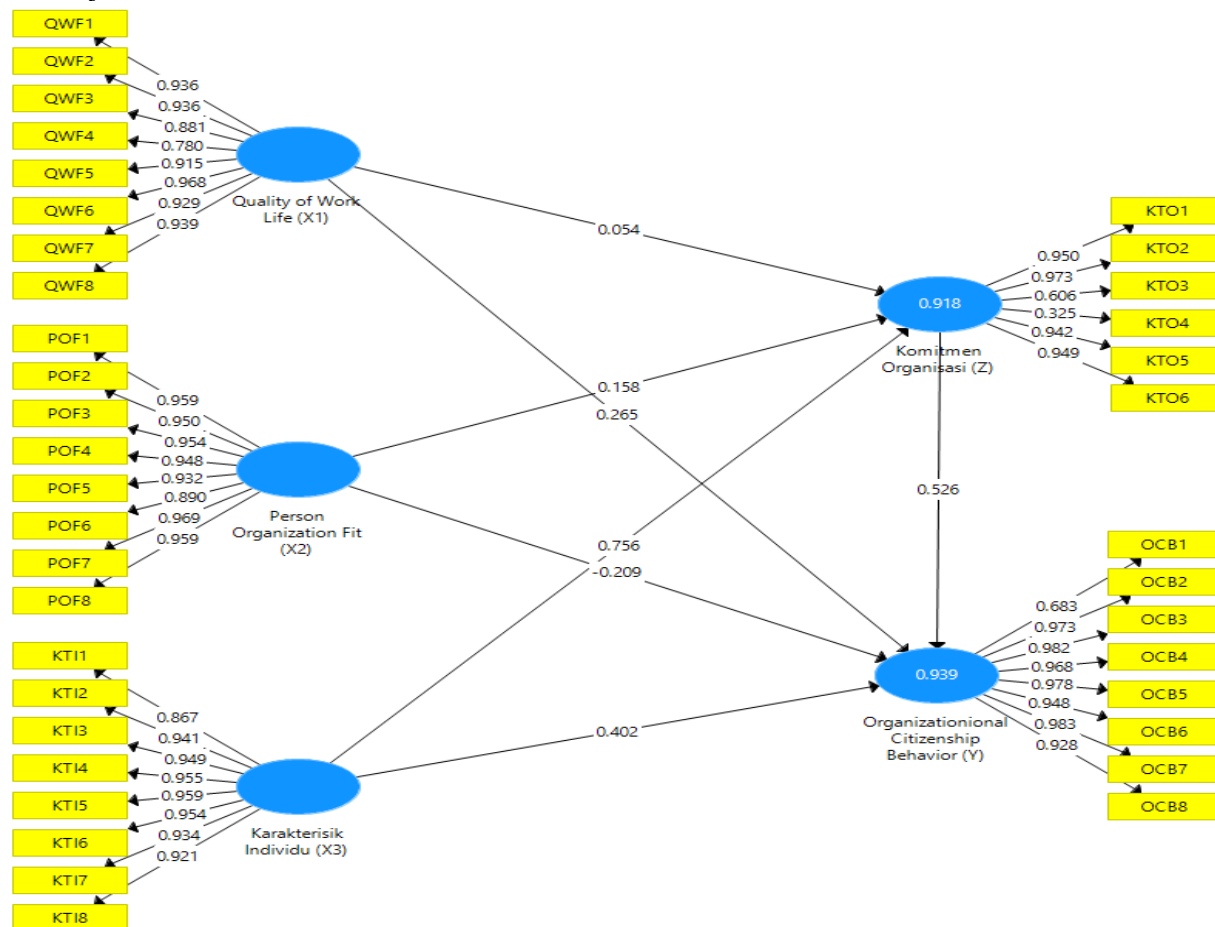 QWF1
QWF2
QWF3
QWF4
QWF5
QWF6
QWF7
QWF8
0.936
0.936
0.881
0.780
0.915
0.968
0.929
0.939
Quality of Work
Life (X1)
POF1
POF2
POF3
POF4
POF5
POF6
POF7
POF8
0.959
0.950
0.954
0.948
0.932
0.890
0.969
0.959
Person
Organization Fit
(X2)
KTI1
KTI2
KTI3
KTI4
KTI5
KTI6
KTI7
KTI8
0.867
0.941
0.949
0.955
0.959
0.954
0.934
0.921
Karakterisik
Individu (X3)
0.054
0.158
0.265
0.756
-0.209
0.402
0.526
0.918
Komitmen
Organisasi (Z)
0.950
0.973
0.606
0.325
0.942
0.949
KTO1
KTO2
KTO3
KTO4
KTO5
KTO6
0.939
Organizationional
Citizenship
Behavior (Y)
0.683
0.973
0.982
0.968
0.978
0.948
0.983
0.928
OCB1
OCB2
OCB3
OCB4
OCB5
OCB6
OCB7
OCB8